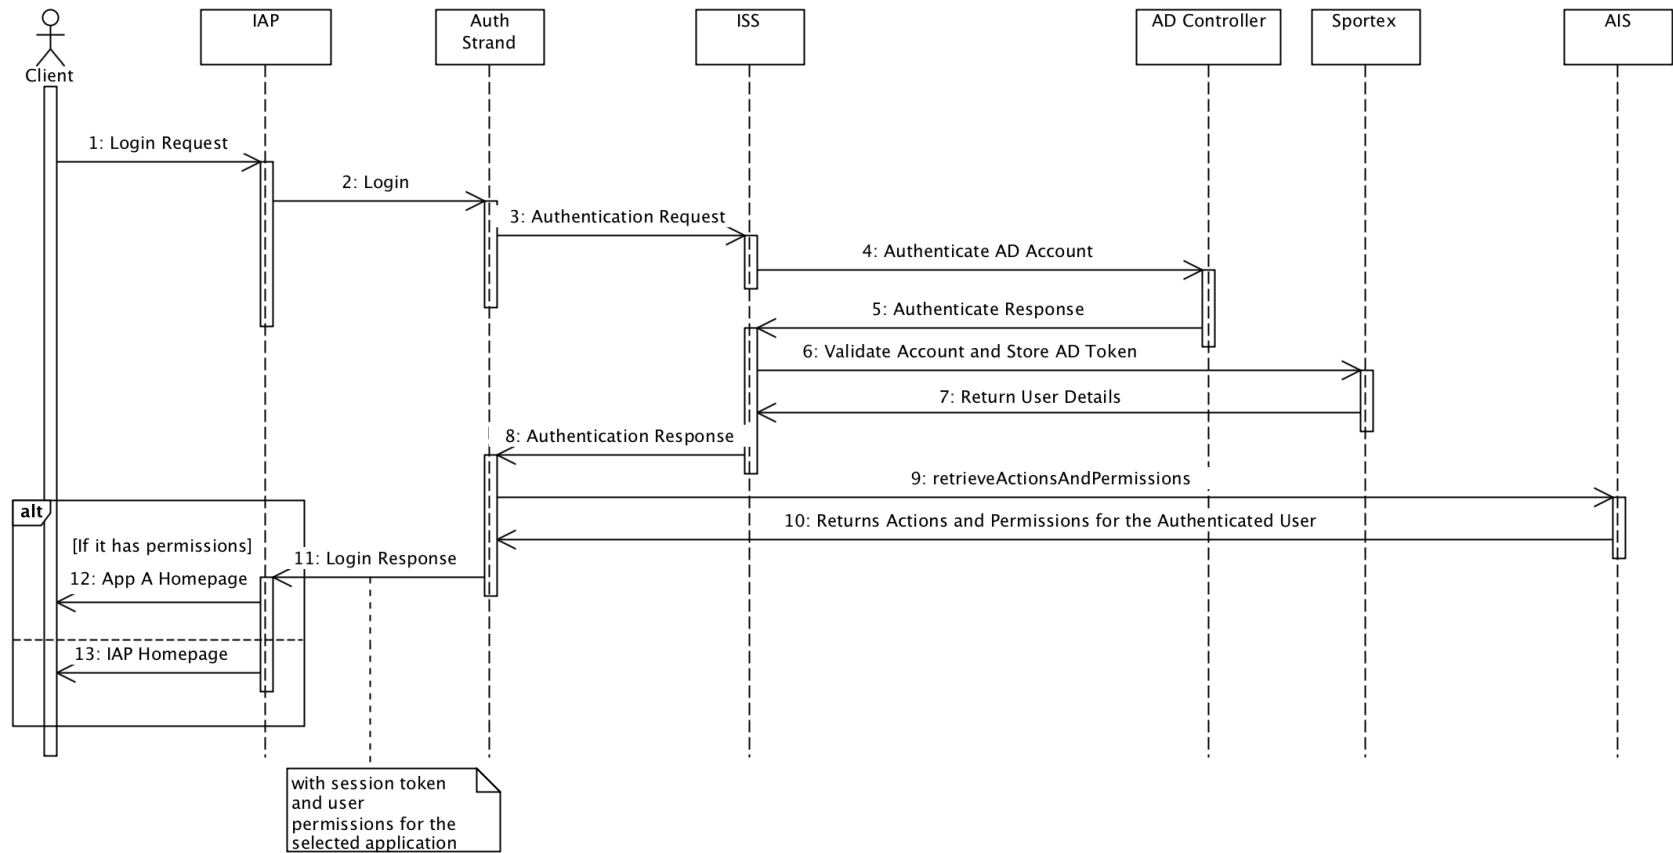 Client
IAP
Auth
Strand
ISS
AD Controller
Sportex
AIS
1: Login Request
2: Login
3: Authentication Request
4: Authenticate AD Account
5: Authenticate Response
6: Validate Account and Store AD Token
7: Return User Details
8: Authentication Response
9: retrieveActionsAndPermissions
10: Returns Actions and Permissions for the Authenticated User
alt
[If it has permissions]
11: Login Response
12: App A Homepage
13: IAP Homepage
with session token
and user
permissions for the
selected application